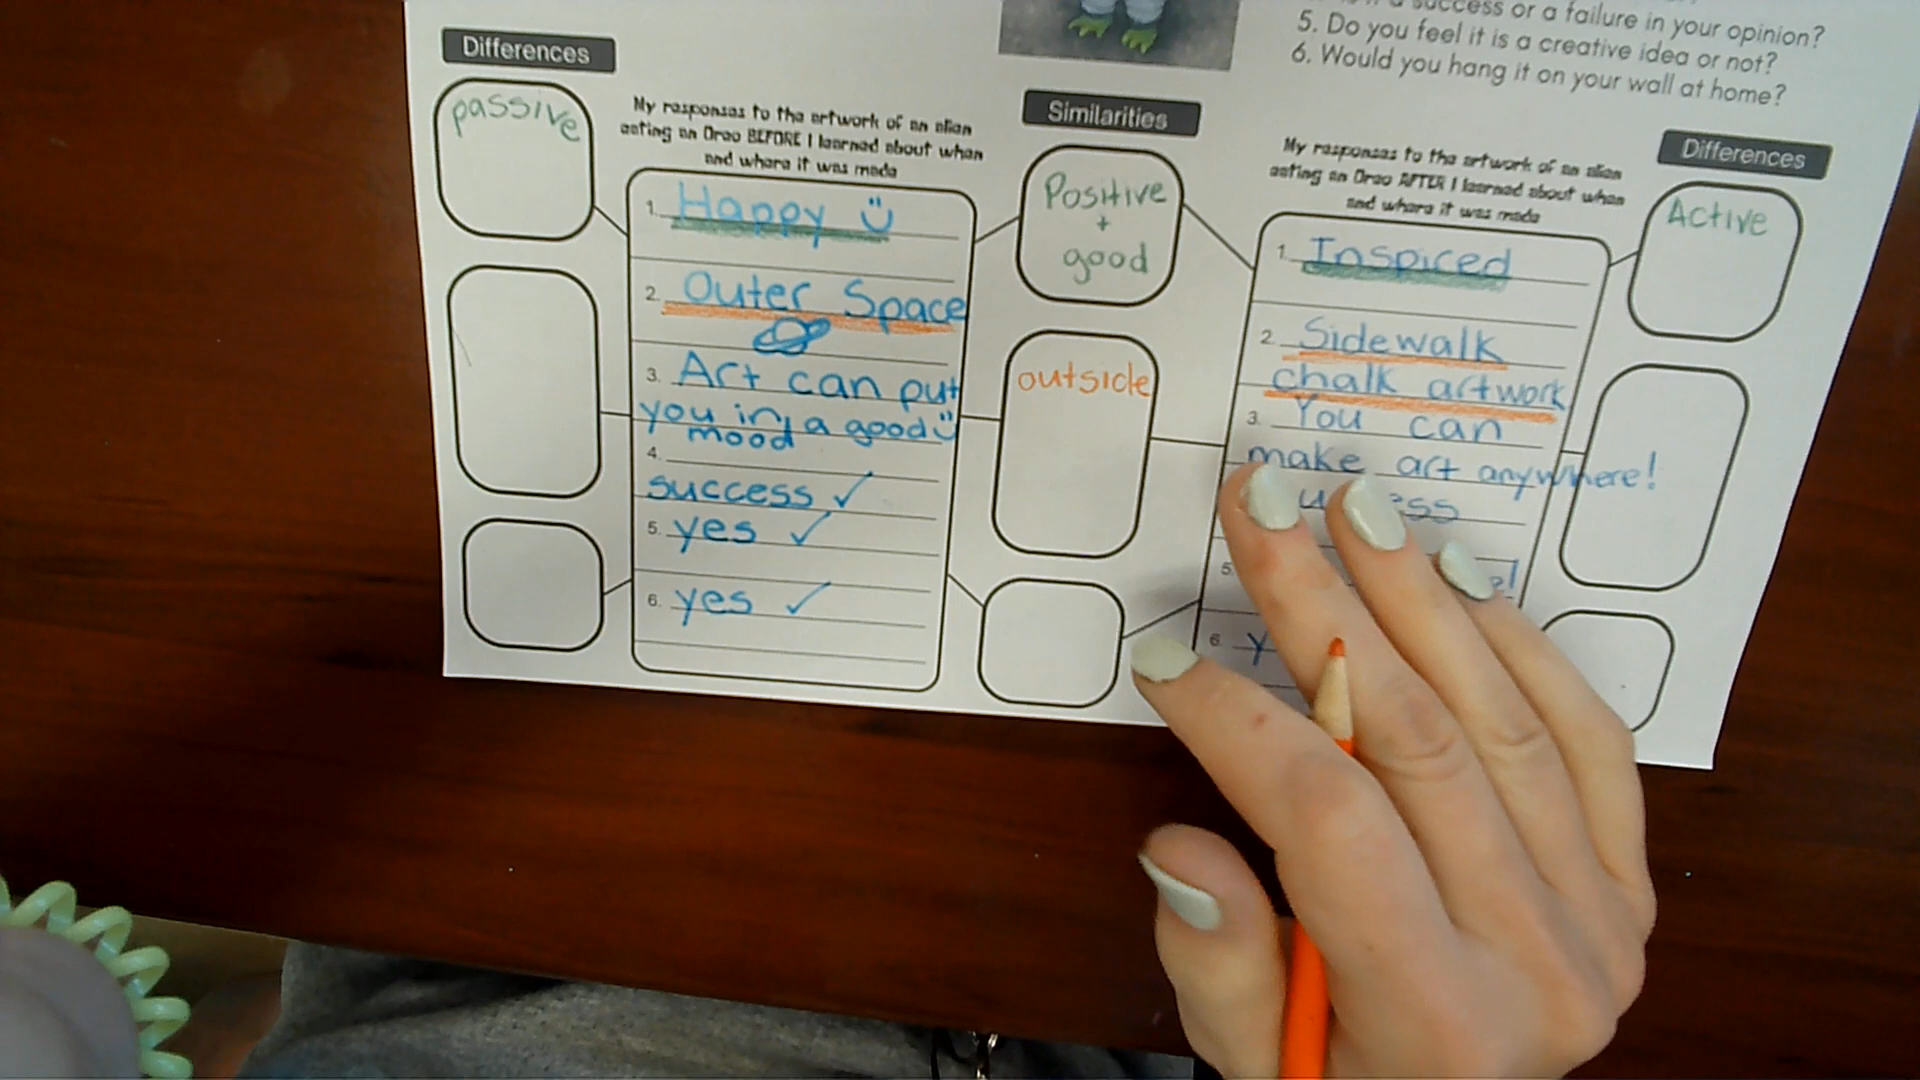 success or a failure in your opinion?
5. Do you feel it is a creative idea or not?
6. Would you hang it on your wall at home?
Differences
passive
My responses to the artwork of an alien
eating an Oreo BEFORE I learned about when
and where it was made
1. Happy
2. Outer Space
3. Art can put
you in a good
mood
4.
success ✓
5. yes ✓
6. yes ✓
Similarities
Positive
+
good
outside
My responses to the artwork of an alien
eating an Oreo AFTER I learned about when
and where it was made
1. Inspired
2. Sidewalk
chalk artwork
3. You can
make art anywhere!
5.
6.
Differences
Active